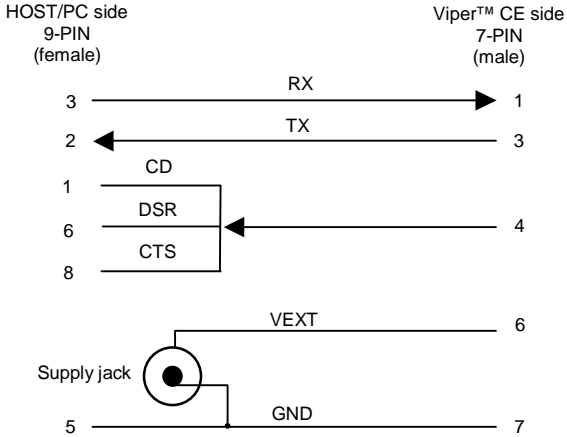 HOST/PC side
9-PIN
(female)
Viper™ CE side
7-PIN
(male)
RX
3
1
TX
2
3
CD
1
DSR
6
4
CTS
8
VEXT
6
Supply jack
GND
5
7